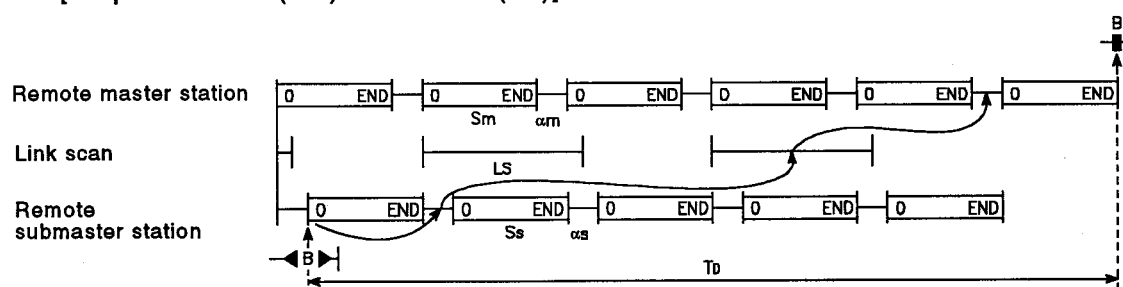 B
Remote master station
0 END 0 END 0 END 0 END 0 END 0 END
Sm αm
Link scan
LS
Remote
submaster station
0 END 0 END 0 END 0 END 0 END
Ss αs
B
TD